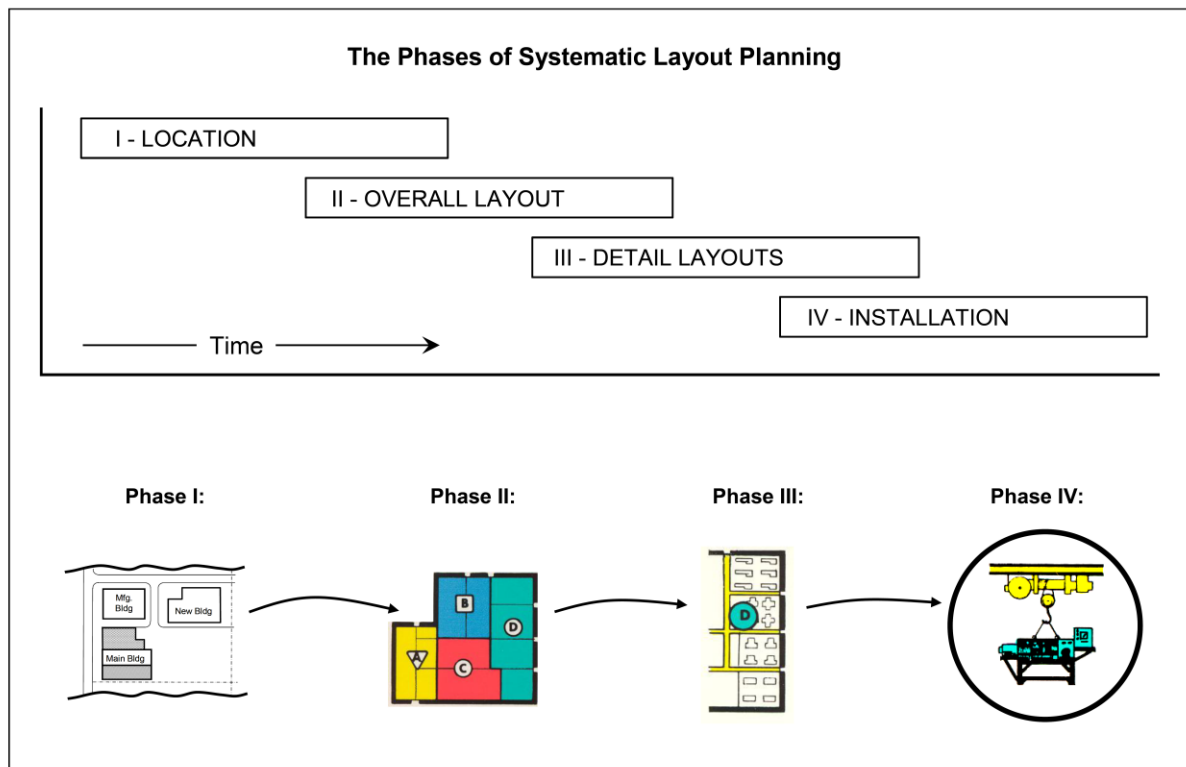 The Phases of Systematic Layout Planning
I - LOCATION
II - OVERALL LAYOUT
III - DETAIL LAYOUTS
IV - INSTALLATION
Time
Phase I:
Phase II:
Phase III:
Phase IV:
Mfg.
Bldg
New Bldg
Main Bldg
B
D
A
C
D